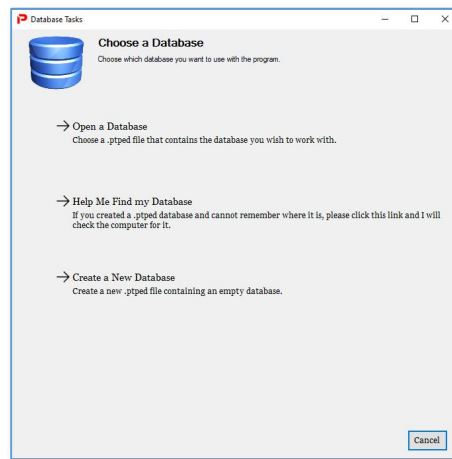 Database Tasks
Choose a Database
Choose which database you want to use with the program.
Open a Database
Choose a .ptped file that contains the database you wish to work with.
Help Me Find my Database
If you created a .ptped database and cannot remember where it is, please click this link and I will
check the computer for it.
Create a New Database
Create a new .ptped file containing an empty database.
Cancel